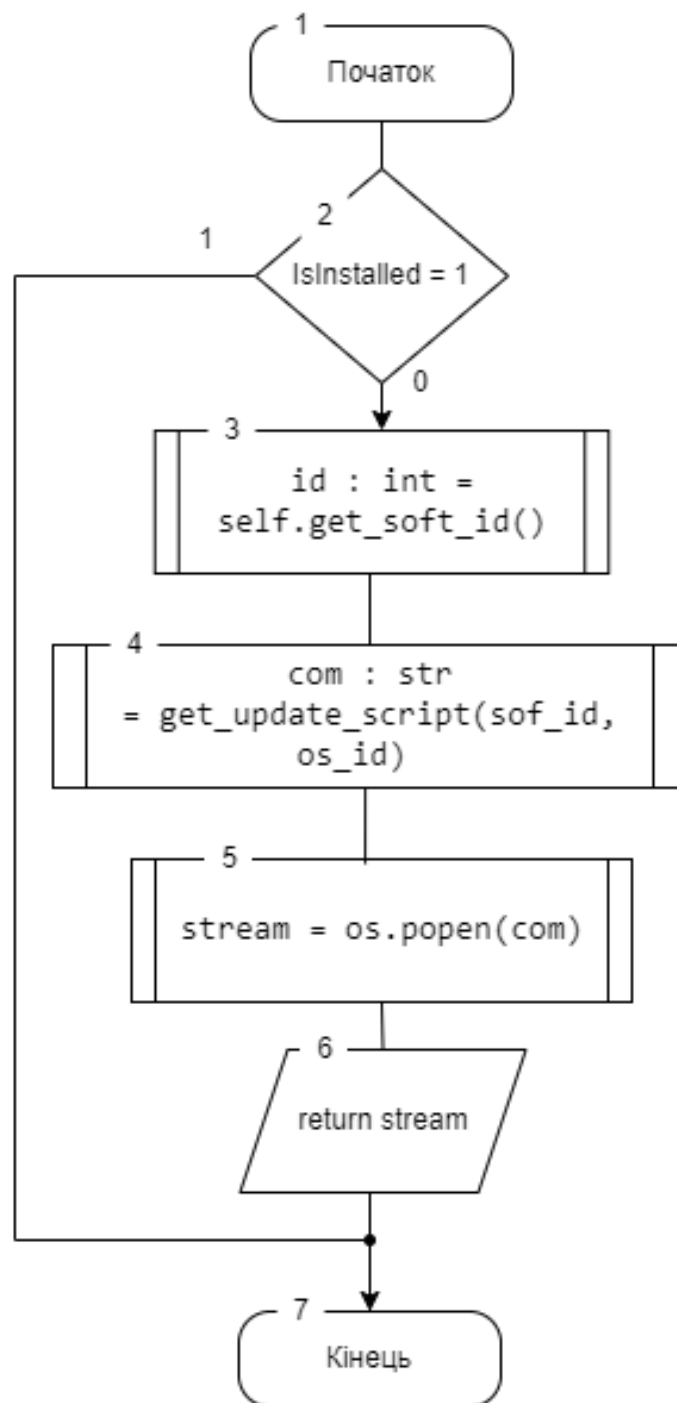 1
Початок
2
1
IsInstalled = 1
0
3
id : int =
self.get_soft_id()
4
com : str
= get_update_script(sof_id,
os_id)
5
stream = os.popen(com)
6
return stream
7
Кінець